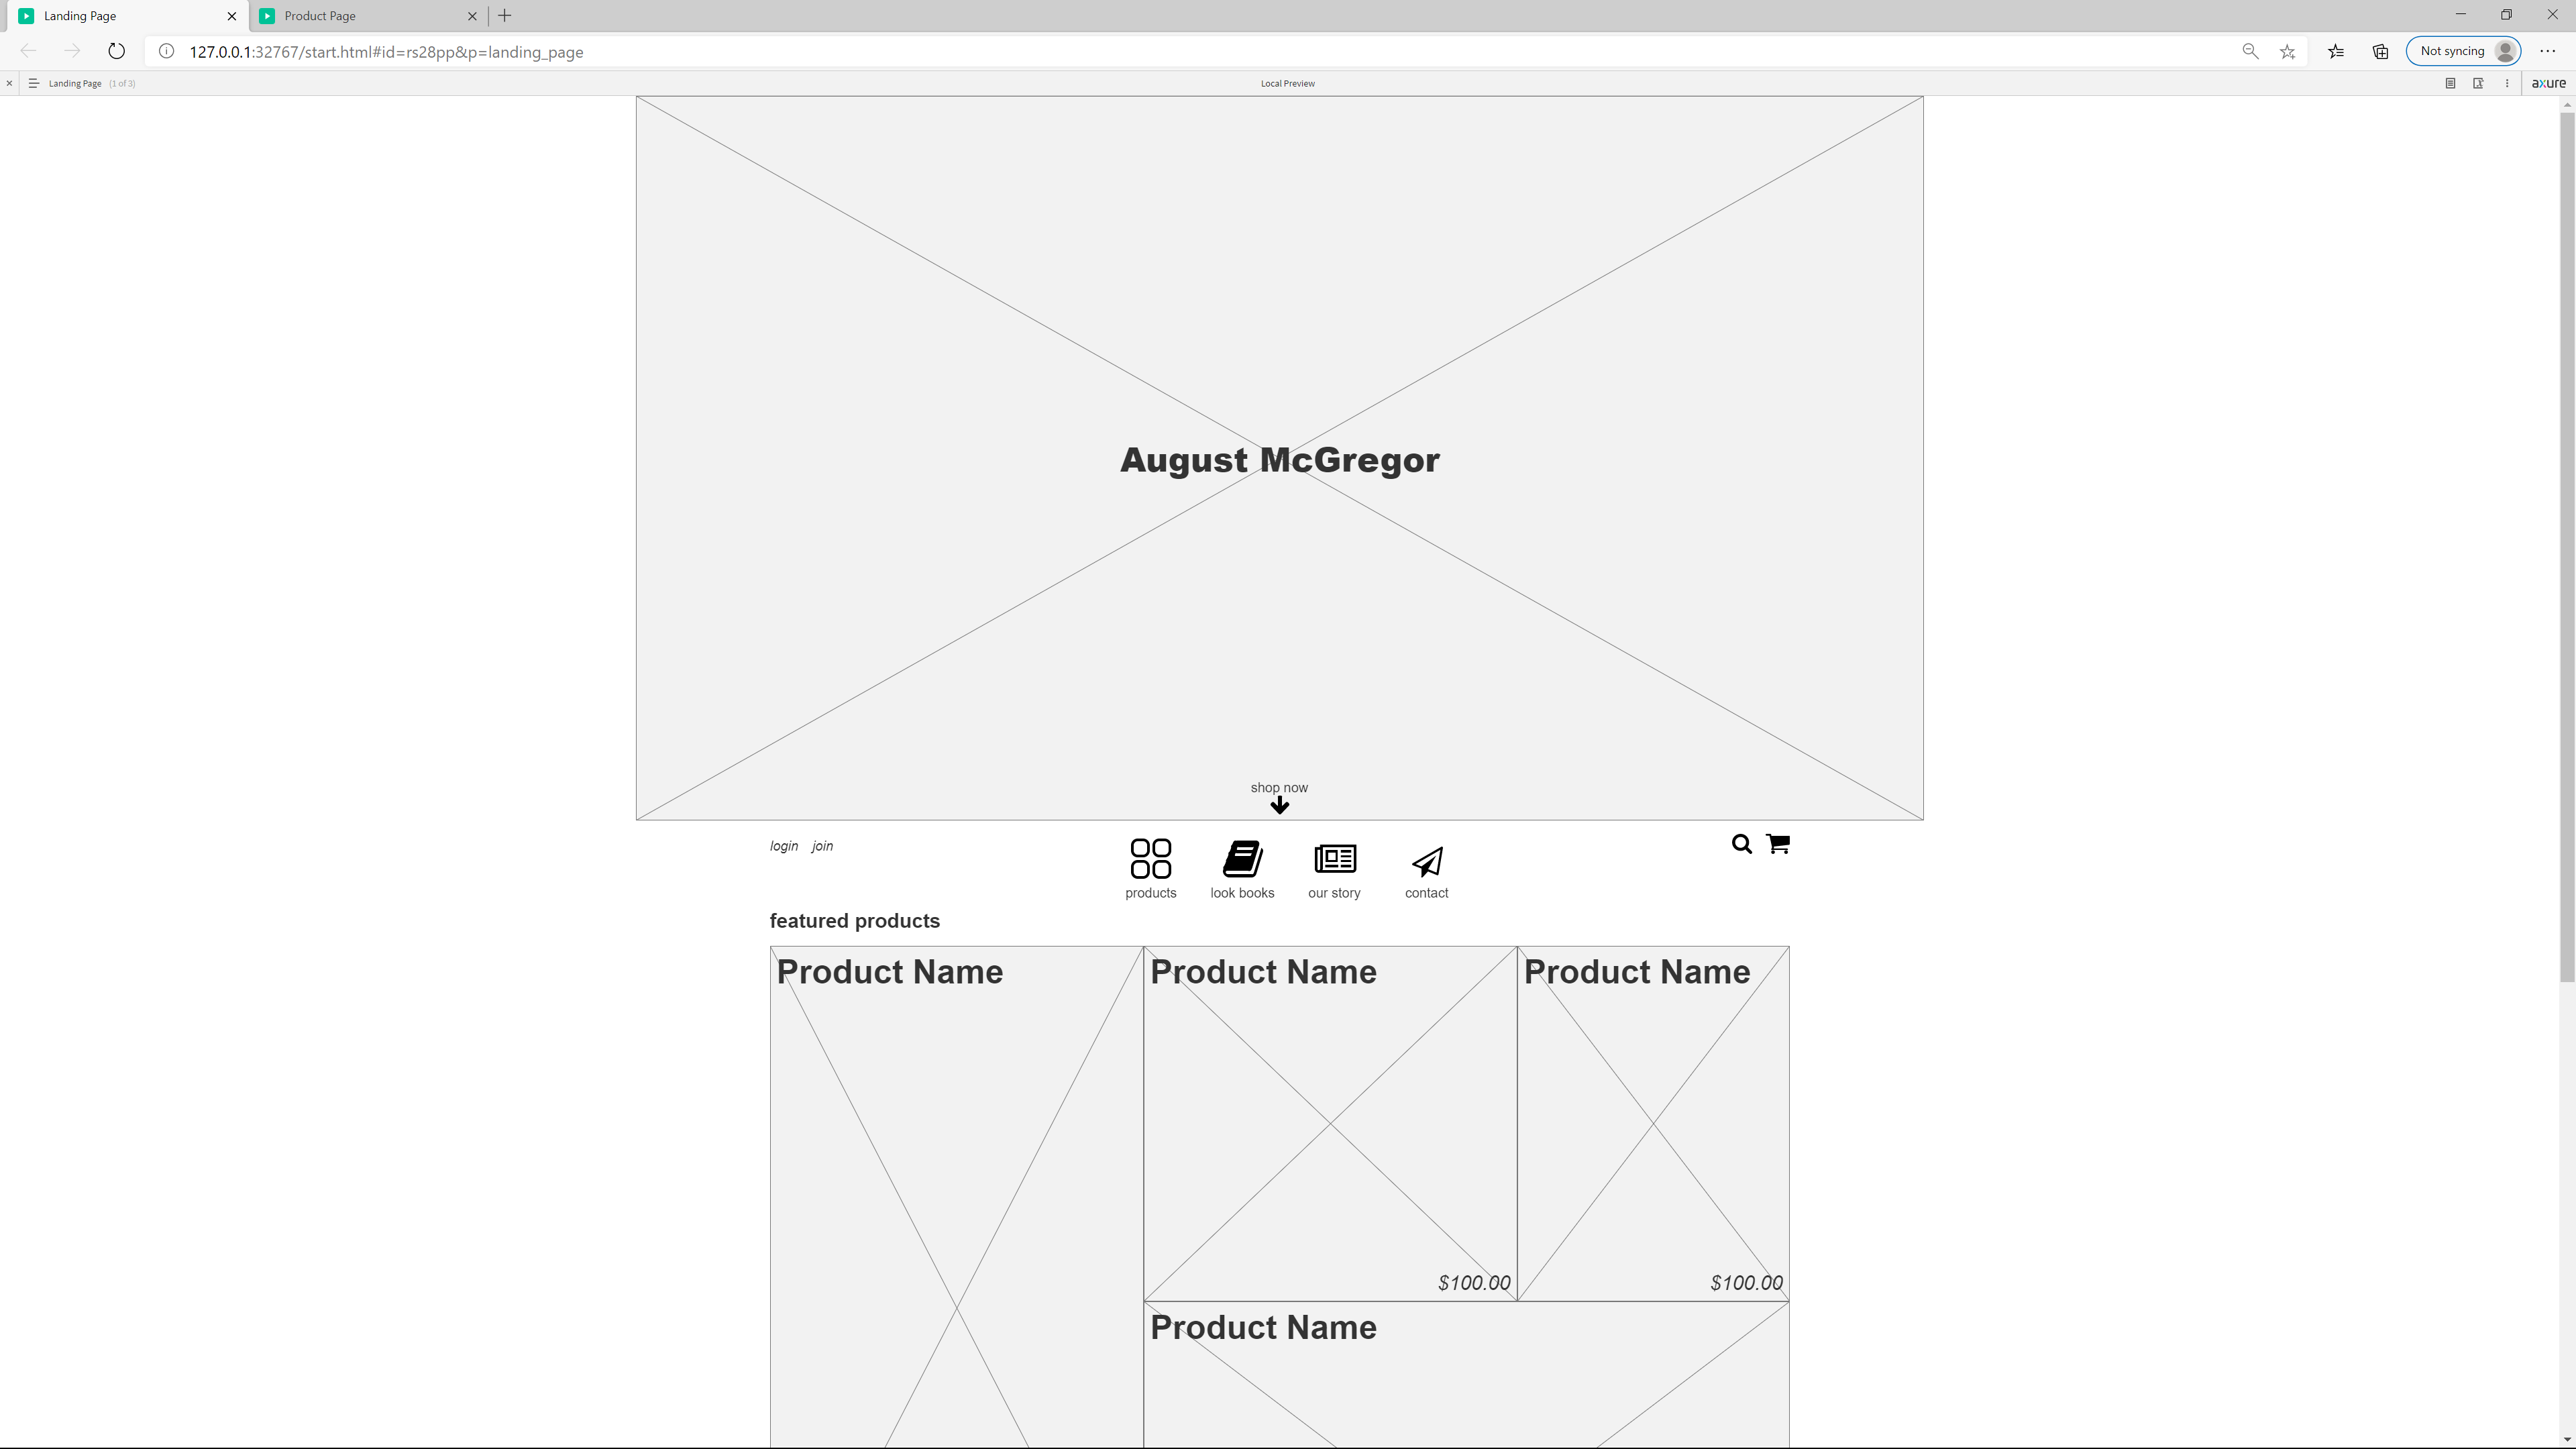 Landing Page
Product Page
127.0.0.1:32767/start.html#id=rs28pp&p=landing_page
Not syncing
Landing Page (1 of 3)
Local Preview
axure
August McGregor
shop now
login join
products look books our story contact
featured products
Product Name Product Name Product Name
$100.00 $100.00
Product Name